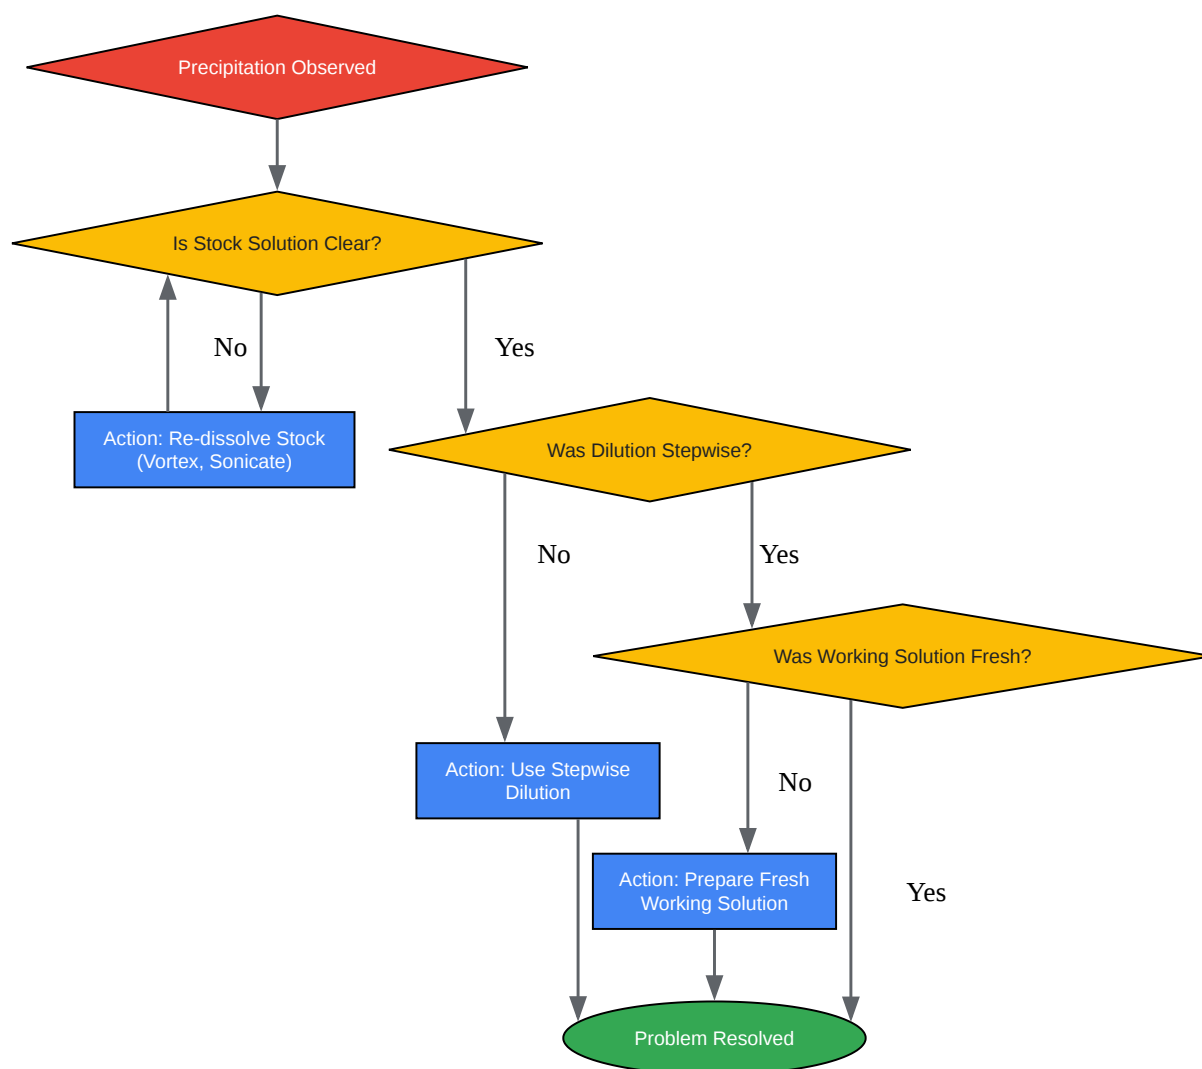 Precipitation Observed
Is Stock Solution Clear?
No
Yes
Action: Re-dissolve Stock
(Vortex, Sonicate)
Was Dilution Stepwise?
No
Yes
Was Working Solution Fresh?
Action: Use Stepwise
Dilution
No
Action: Prepare Fresh
Working Solution
Yes
Problem Resolved